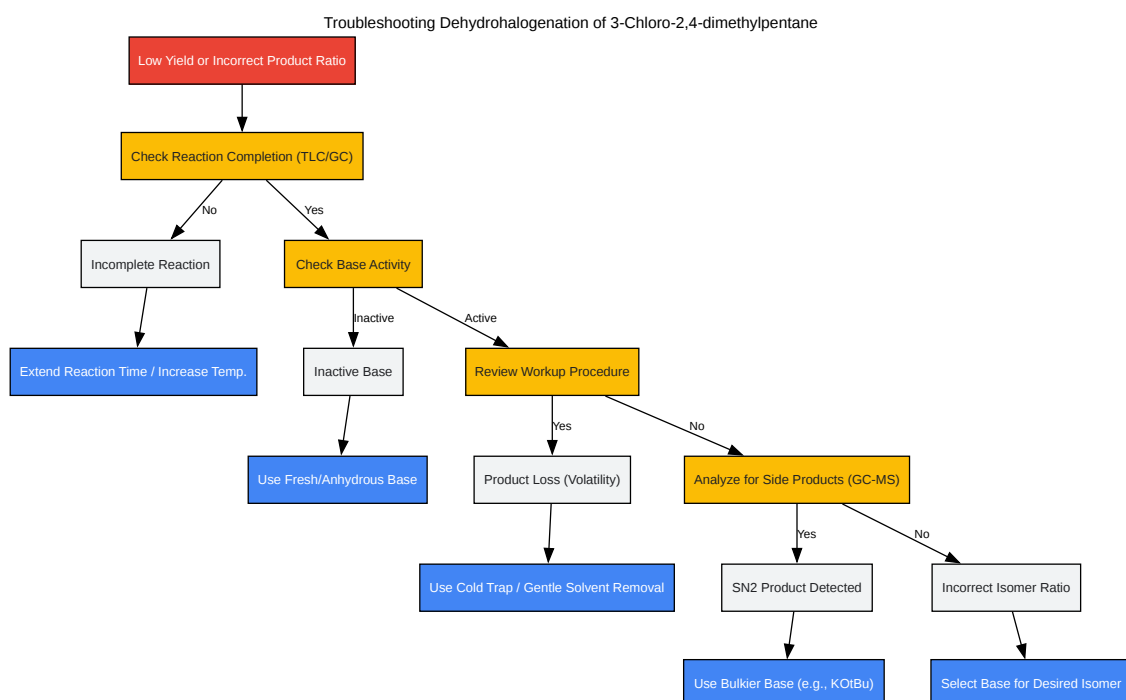 Troubleshooting Dehydrohalogenation of 3-Chloro-2,4-dimethylpentane
Low Yield or Incorrect Product Ratio
Check Reaction Completion (TLC/GC)
No
Yes
Incomplete Reaction
Check Base Activity
Inactive
Active
Extend Reaction Time / Increase Temp.
Inactive Base
Review Workup Procedure
Yes
No
Use Fresh/Anhydrous Base
Product Loss (Volatility)
Analyze for Side Products (GC-MS)
Yes
No
Use Cold Trap / Gentle Solvent Removal
SN2 Product Detected
Incorrect Isomer Ratio
Use Bulkier Base (e.g., KOtBu)
Select Base for Desired Isomer